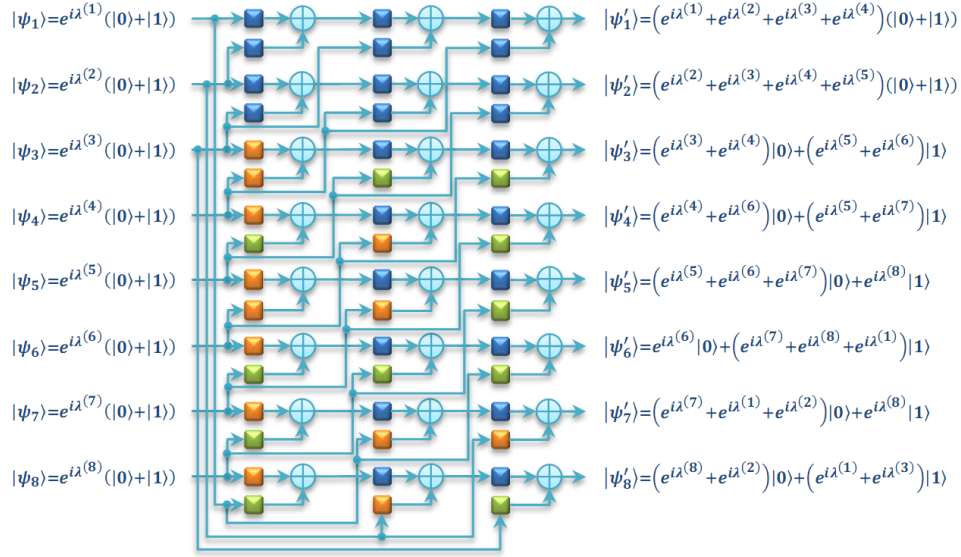 |ψ₁⟩=e^{iλ^{(1)}}(|0⟩+|1⟩)
|ψ′₁⟩=(e^{iλ^{(1)}}+e^{iλ^{(2)}}+e^{iλ^{(3)}}+e^{iλ^{(4)}})(|0⟩+|1⟩)
|ψ₂⟩=e^{iλ^{(2)}}(|0⟩+|1⟩)
|ψ′₂⟩=(e^{iλ^{(2)}}+e^{iλ^{(3)}}+e^{iλ^{(4)}}+e^{iλ^{(5)}})(|0⟩+|1⟩)
|ψ₃⟩=e^{iλ^{(3)}}(|0⟩+|1⟩)
|ψ′₃⟩=(e^{iλ^{(3)}}+e^{iλ^{(4)}})|0⟩+(e^{iλ^{(5)}}+e^{iλ^{(6)}})|1⟩
|ψ₄⟩=e^{iλ^{(4)}}(|0⟩+|1⟩)
|ψ′₄⟩=(e^{iλ^{(4)}}+e^{iλ^{(6)}})|0⟩+(e^{iλ^{(5)}}+e^{iλ^{(7)}})|1⟩
|ψ₅⟩=e^{iλ^{(5)}}(|0⟩+|1⟩)
|ψ′₅⟩=(e^{iλ^{(5)}}+e^{iλ^{(6)}}+e^{iλ^{(7)}})|0⟩+e^{iλ^{(8)}}|1⟩
|ψ₆⟩=e^{iλ^{(6)}}(|0⟩+|1⟩)
|ψ′₆⟩=e^{iλ^{(6)}}|0⟩+(e^{iλ^{(7)}}+e^{iλ^{(8)}}+e^{iλ^{(1)}})|1⟩
|ψ₇⟩=e^{iλ^{(7)}}(|0⟩+|1⟩)
|ψ′₇⟩=(e^{iλ^{(7)}}+e^{iλ^{(1)}}+e^{iλ^{(2)}})|0⟩+e^{iλ^{(8)}}|1⟩
|ψ₈⟩=e^{iλ^{(8)}}(|0⟩+|1⟩)
|ψ′₈⟩=(e^{iλ^{(8)}}+e^{iλ^{(2)}})|0⟩+(e^{iλ^{(1)}}+e^{iλ^{(3)}})|1⟩